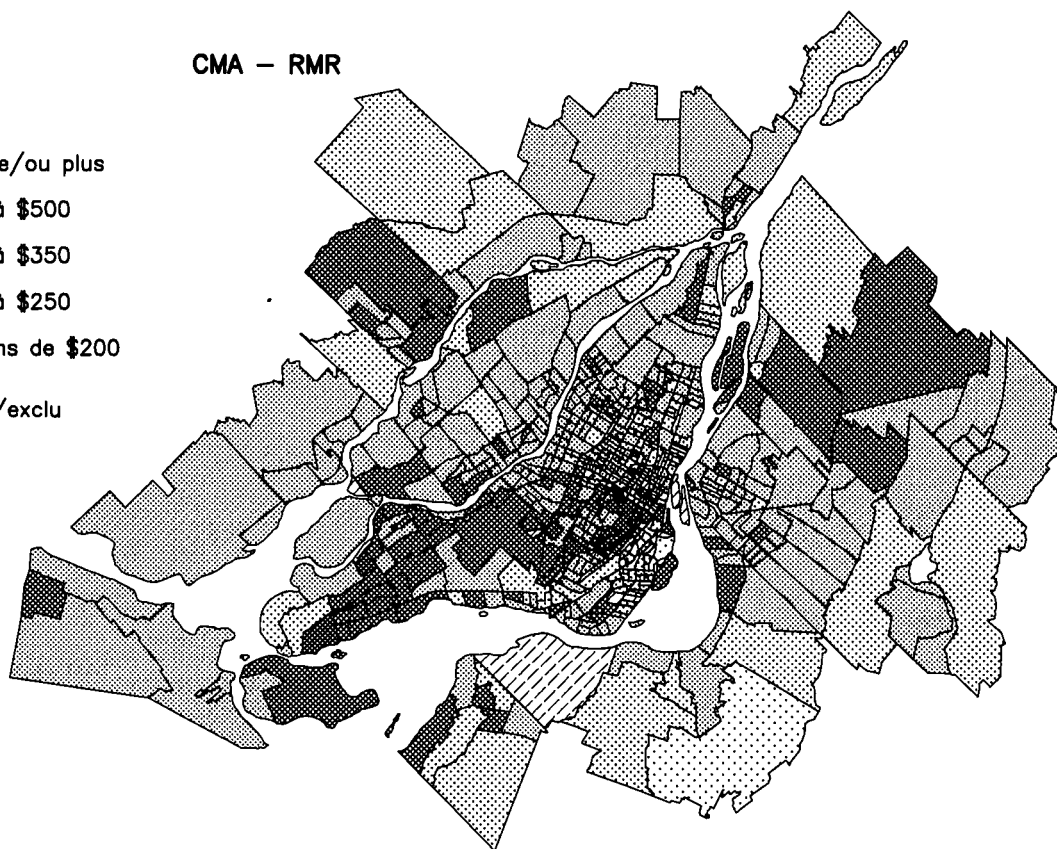 CMA – RMR
e/ou plus
à $500
à $350
à $250
ns de $200
/exclu